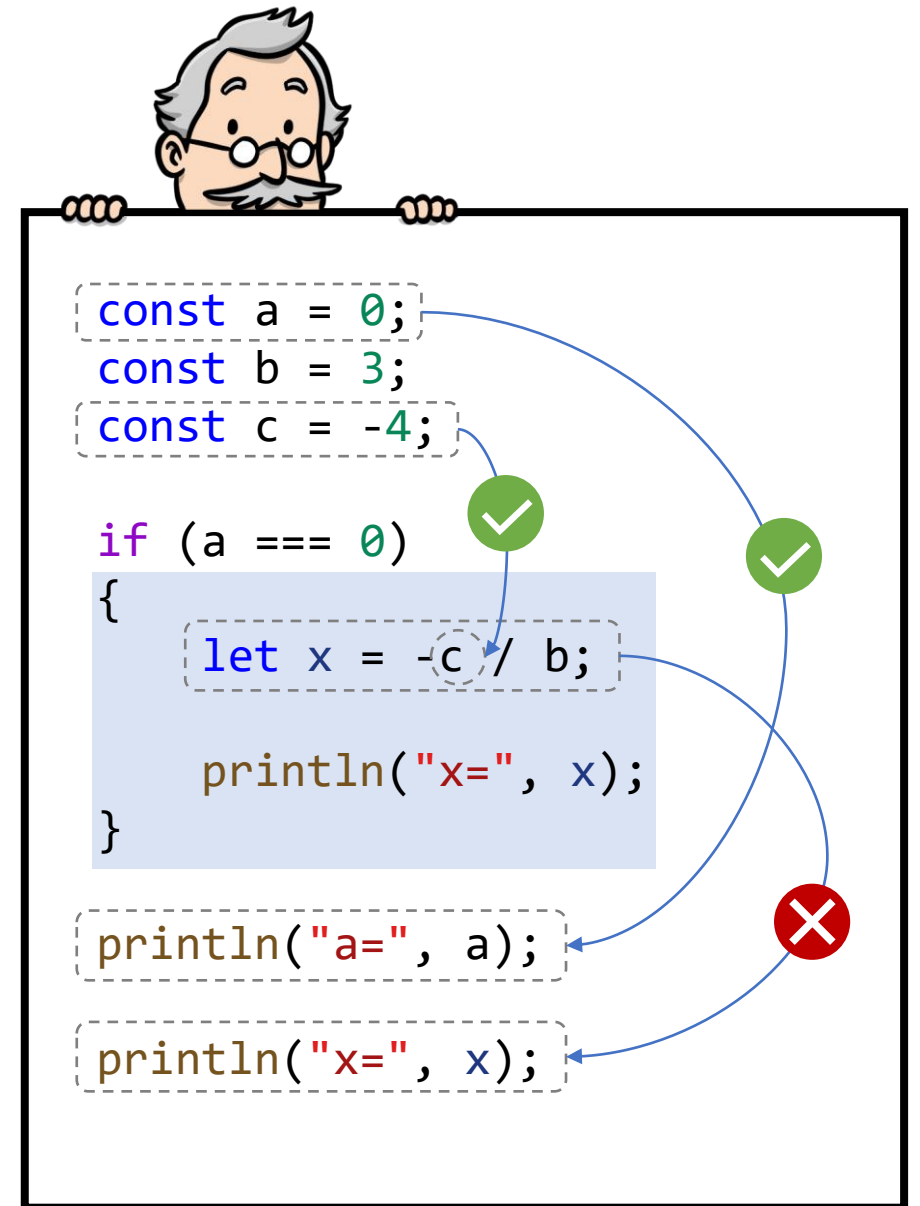 const a = 0;
const b = 3;
const c = -4;
if (a === 0)
{
let x = -c / b;
println("x=", x);
}
println("a=", a);
println("x=", x);